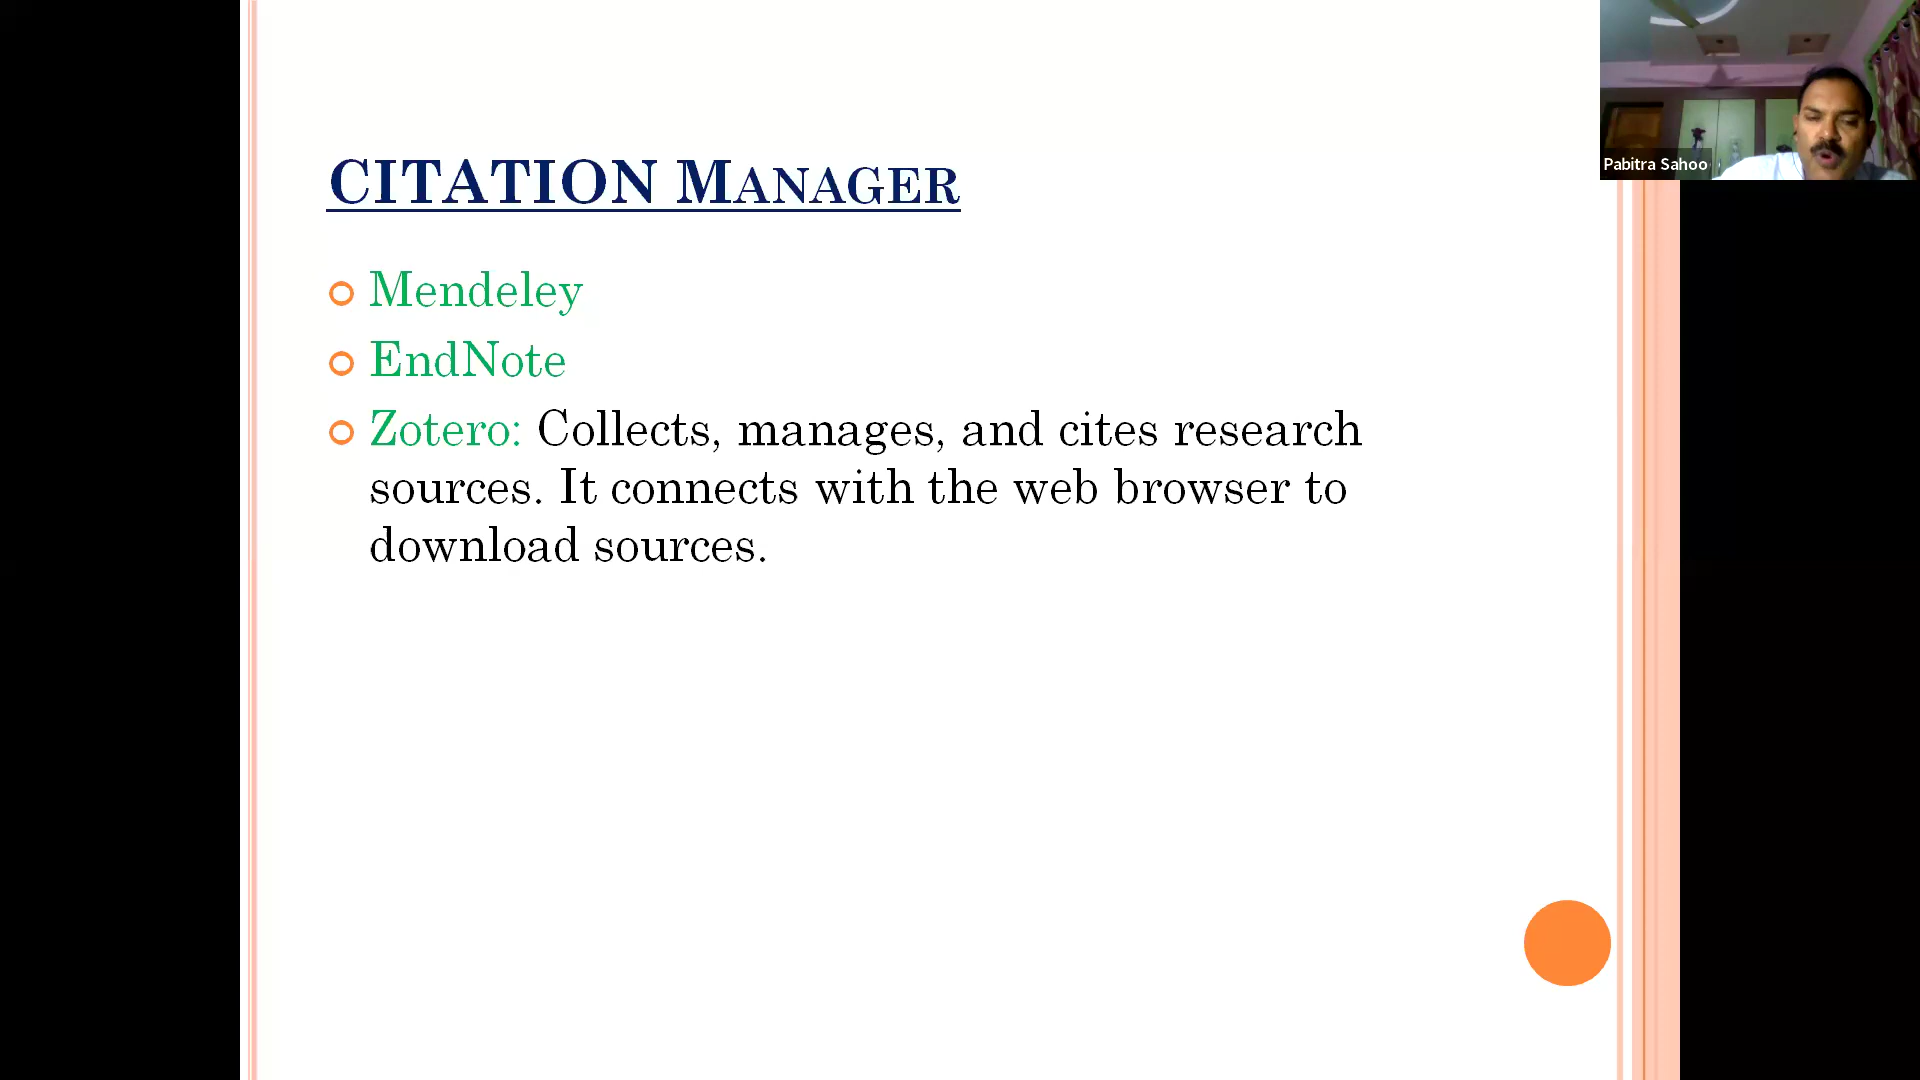 CITATION MANAGER
Mendeley
EndNote
Zotero: Collects, manages, and cites research
sources. It connects with the web browser to
download sources.
Pabitra Sahoo